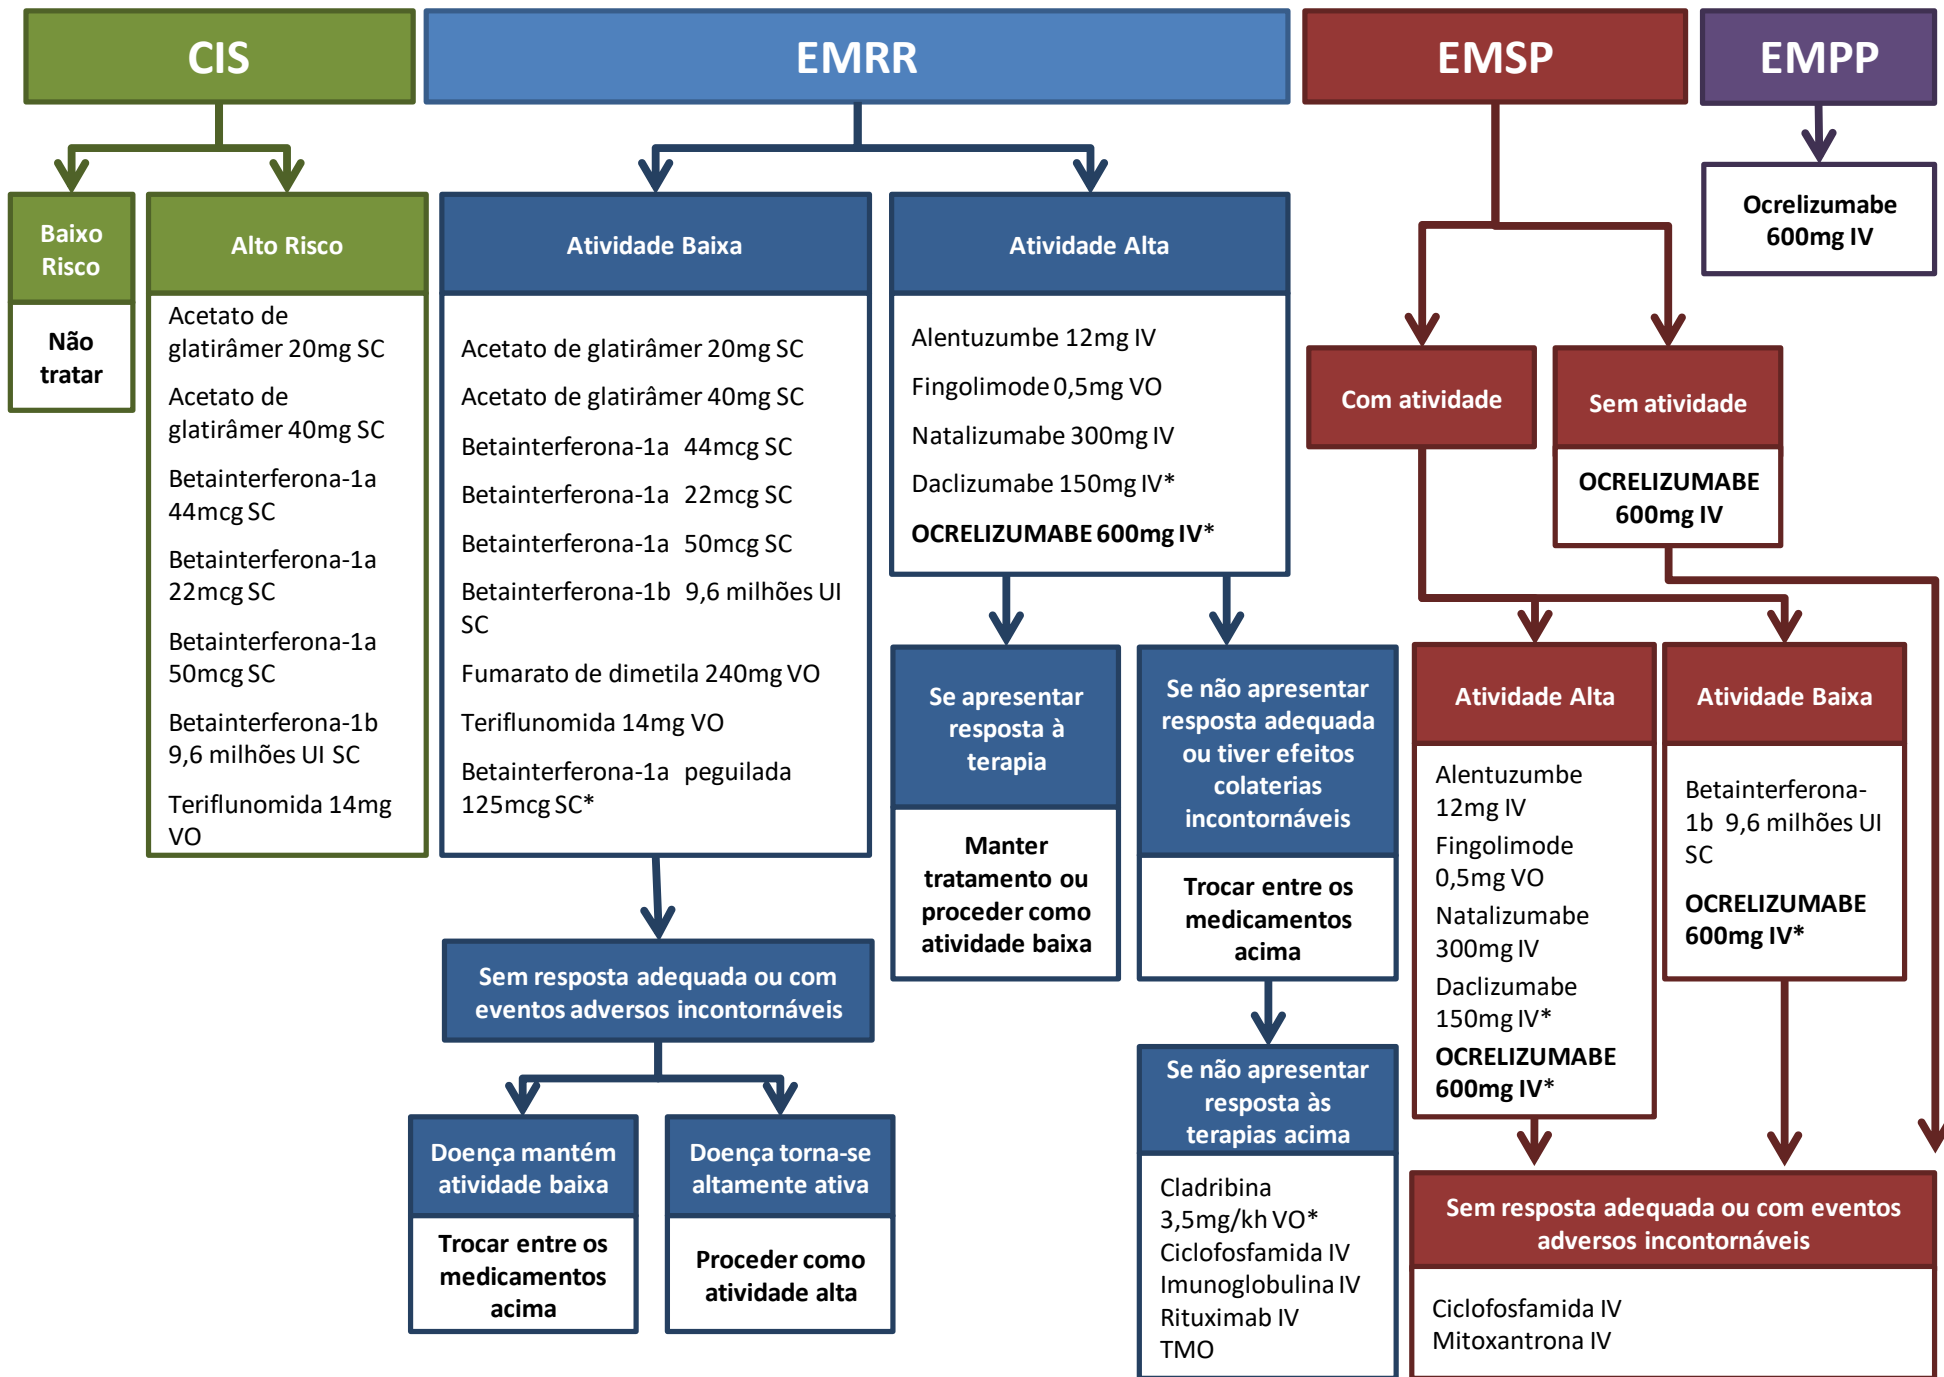 CIS
EMRR
EMSP
EMPP
Baixo
Risco
Não
tratar
Alto Risco
Acetato de
glatirâmer 20mg SC
Acetato de
glatirâmer 40mg SC
Betainterferona-1a
44mcg SC
Betainterferona-1a
22mcg SC
Betainterferona-1a
50mcg SC
Betainterferona-1b
9,6 milhões UI SC
Teriflunomida 14mg
VO
Atividade Baixa
Acetato de glatirâmer 20mg SC
Acetato de glatirâmer 40mg SC
Betainterferona-1a 44mcg SC
Betainterferona-1a 22mcg SC
Betainterferona-1a 50mcg SC
Betainterferona-1b 9,6 milhões UI
SC
Fumarato de dimetila 240mg VO
Teriflunomida 14mg VO
Betainterferona-1a peguilada
125mcg SC*
Sem resposta adequada ou com
eventos adversos incontornáveis
Doença mantém
atividade baixa
Trocar entre os
medicamentos
acima
Doença torna-se
altamente ativa
Proceder como
atividade alta
Atividade Alta
Alentuzumbe 12mg IV
Fingolimode 0,5mg VO
Natalizumabe 300mg IV
Daclizumabe 150mg IV*
OCRELIZUMABE 600mg IV*
Se apresentar
resposta à
terapia
Manter
tratamento ou
proceder como
atividade baixa
Se não apresentar
resposta adequada
ou tiver efeitos
colaterias
incontornáveis
Trocar entre os
medicamentos
acima
Se não apresentar
resposta às
terapias acima
Cladribina
3,5mg/kh VO*
Ciclofosfamida IV
Imunoglobulina IV
Rituximab IV
TMO
Com atividade
Sem atividade
OCRELIZUMABE
600mg IV
Atividade Alta
Alentuzumbe
12mg IV
Fingolimode
0,5mg VO
Natalizumabe
300mg IV
Daclizumabe
150mg IV*
OCRELIZUMABE
600mg IV*
Atividade Baixa
Betainterferona-
1b 9,6 milhões UI
SC
OCRELIZUMABE
600mg IV*
Sem resposta adequada ou com eventos
adversos incontornáveis
Ciclofosfamida IV
Mitoxantrona IV
Ocrelizumabe
600mg IV